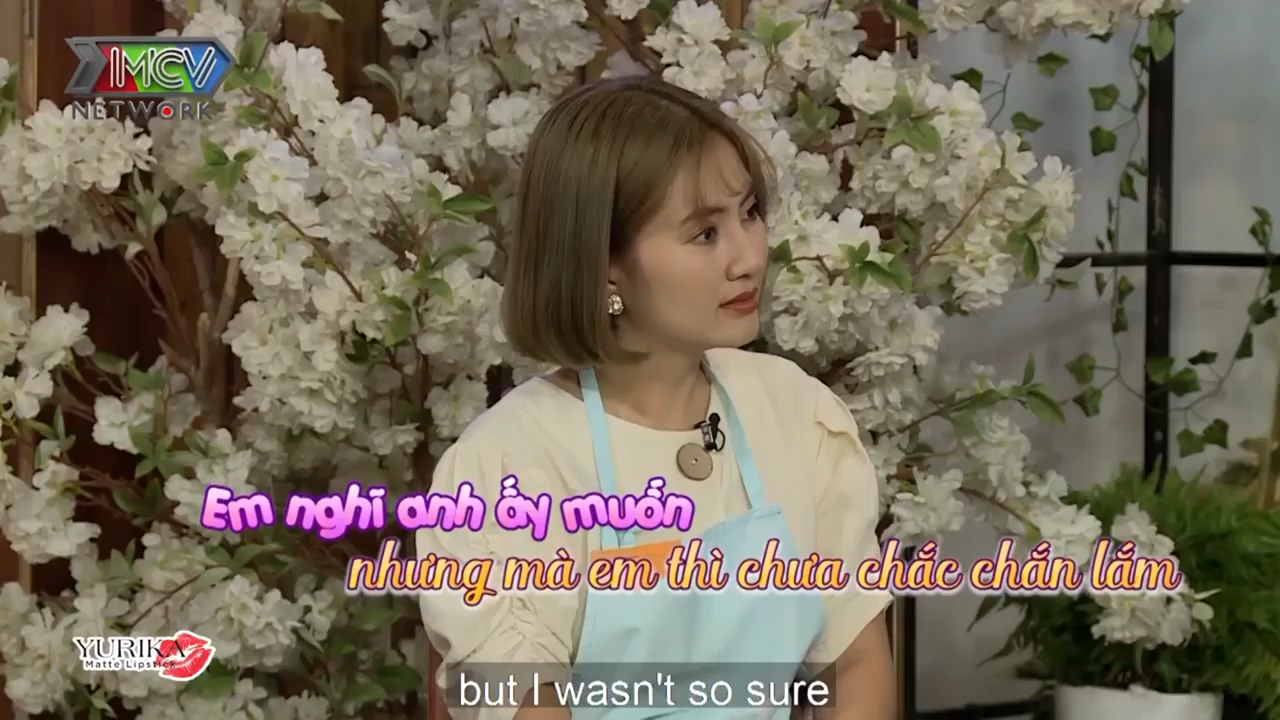 MCV
NETWORK
Em nghĩ anh ấy muốn
nhưng mà em thì chưa chắc chắn lắm
YURIKA
Matte Lipstick
but I wasn't so sure